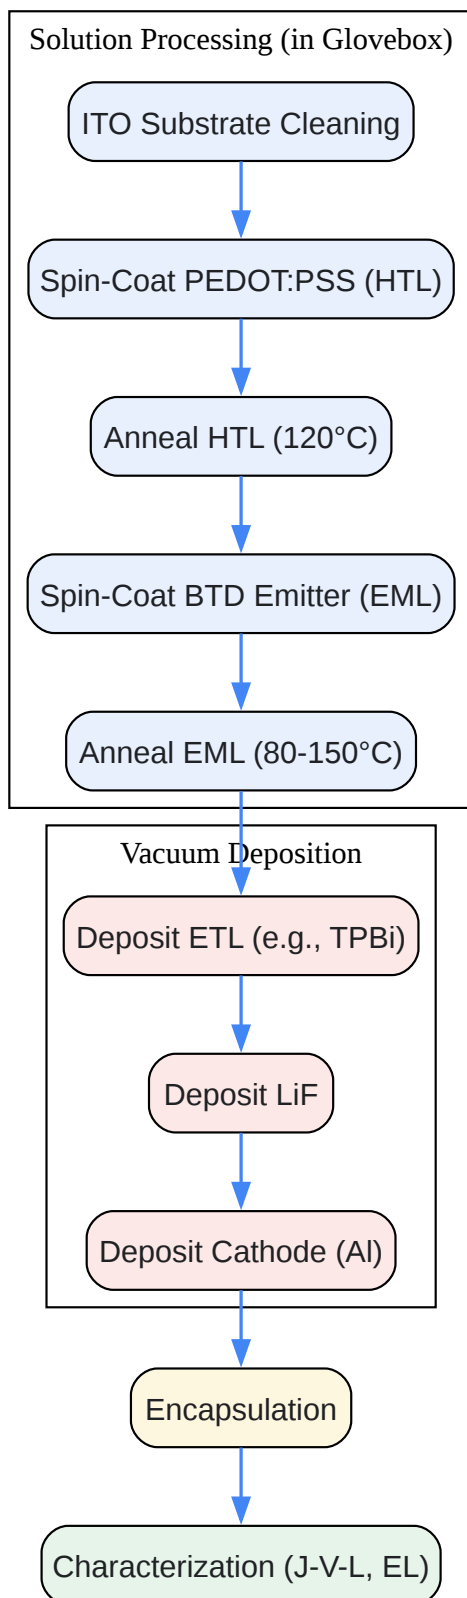 Solution Processing (in Glovebox)
ITO Substrate Cleaning
Spin-Coat PEDOT:PSS (HTL)
Anneal HTL (120°C)
Spin-Coat BTD Emitter (EML)
Anneal EML (80-150°C)
Vacuum Deposition
Deposit ETL (e.g., TPBi)
Deposit LiF
Deposit Cathode (Al)
Encapsulation
Characterization (J-V-L, EL)